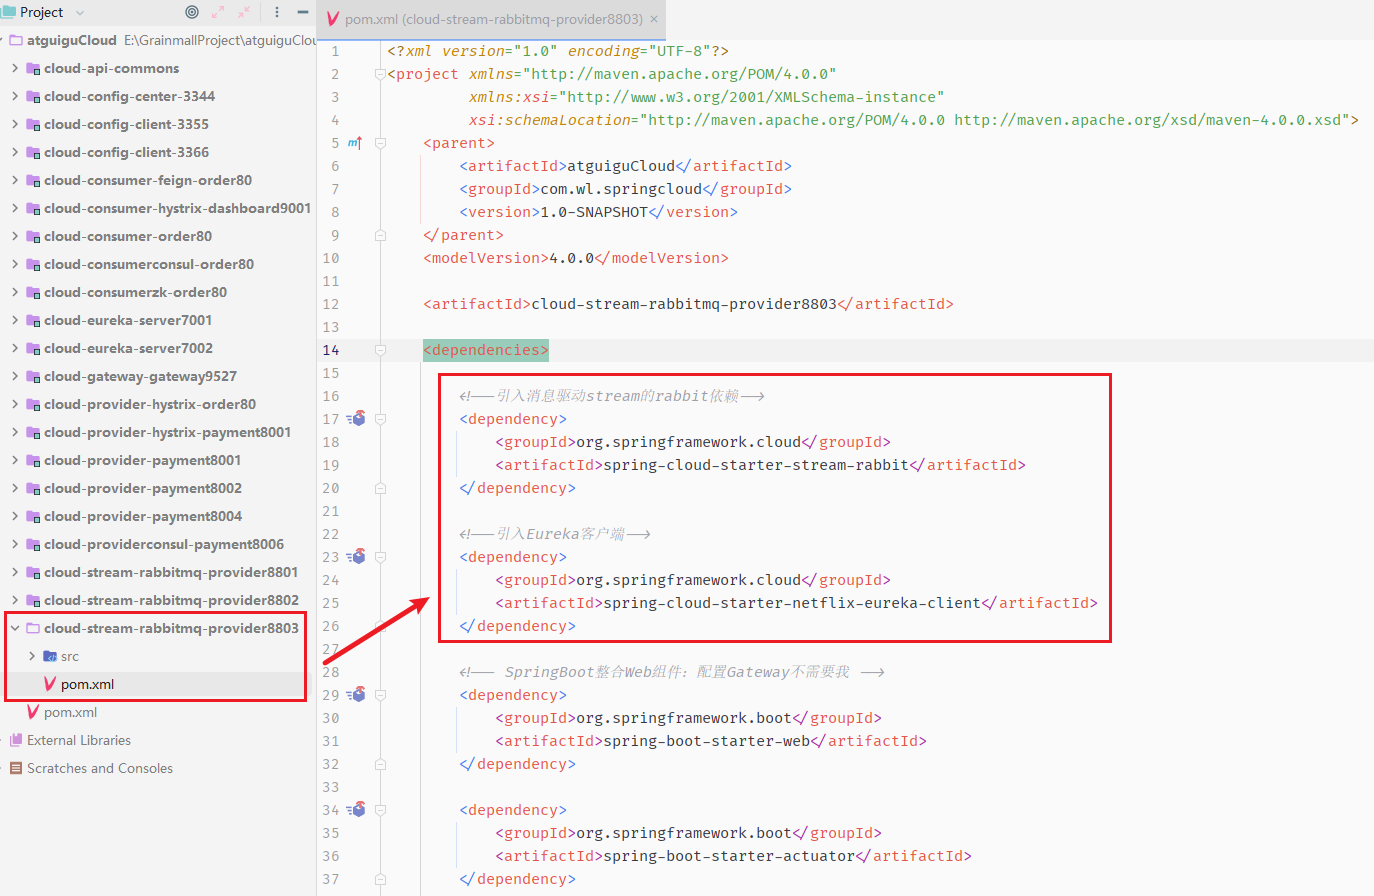 Project
atguiguCloud E:\GrainmallProject\atguiguClou
cloud-api-commons
cloud-config-center-3344
cloud-config-client-3355
cloud-config-client-3366
cloud-consumer-feign-order80
cloud-consumer-hystrix-dashboard9001
cloud-consumer-order80
cloud-consumerconsul-order80
cloud-consumerzk-order80
cloud-eureka-server7001
cloud-eureka-server7002
cloud-gateway-gateway9527
cloud-provider-hystrix-order80
cloud-provider-hystrix-payment8001
cloud-provider-payment8001
cloud-provider-payment8002
cloud-provider-payment8004
cloud-providerconsul-payment8006
cloud-stream-rabbitmq-provider8801
cloud-stream-rabbitmq-provider8802
cloud-stream-rabbitmq-provider8803
src
pom.xml
pom.xml
External Libraries
Scratches and Consoles
pom.xml (cloud-stream-rabbitmq-provider8803)
1 <?xml version="1.0" encoding="UTF-8"?>
2 <project xmlns="http://maven.apache.org/POM/4.0.0"
3 xmlns:xsi="http://www.w3.org/2001/XMLSchema-instance"
4 xsi:schemaLocation="http://maven.apache.org/POM/4.0.0 http://maven.apache.org/xsd/maven-4.0.0.xsd">
5 <parent>
6 <artifactId>atguiguCloud</artifactId>
7 <groupId>com.wl.springcloud</groupId>
8 <version>1.0-SNAPSHOT</version>
9 </parent>
10 <modelVersion>4.0.0</modelVersion>
11
12 <artifactId>cloud-stream-rabbitmq-provider8803</artifactId>
13
14 <dependencies>
15
16 <!--引入消息驱动stream的rabbit依赖-->
17 <dependency>
18 <groupId>org.springframework.cloud</groupId>
19 <artifactId>spring-cloud-starter-stream-rabbit</artifactId>
20 </dependency>
21
22 <!--引入Eureka客户端-->
23 <dependency>
24 <groupId>org.springframework.cloud</groupId>
25 <artifactId>spring-cloud-starter-netflix-eureka-client</artifactId>
26 </dependency>
27
28 <!-- SpringBoot整合Web组件：配置Gateway不需要我 -->
29 <dependency>
30 <groupId>org.springframework.boot</groupId>
31 <artifactId>spring-boot-starter-web</artifactId>
32 </dependency>
33
34 <dependency>
35 <groupId>org.springframework.boot</groupId>
36 <artifactId>spring-boot-starter-actuator</artifactId>
37 </dependency>